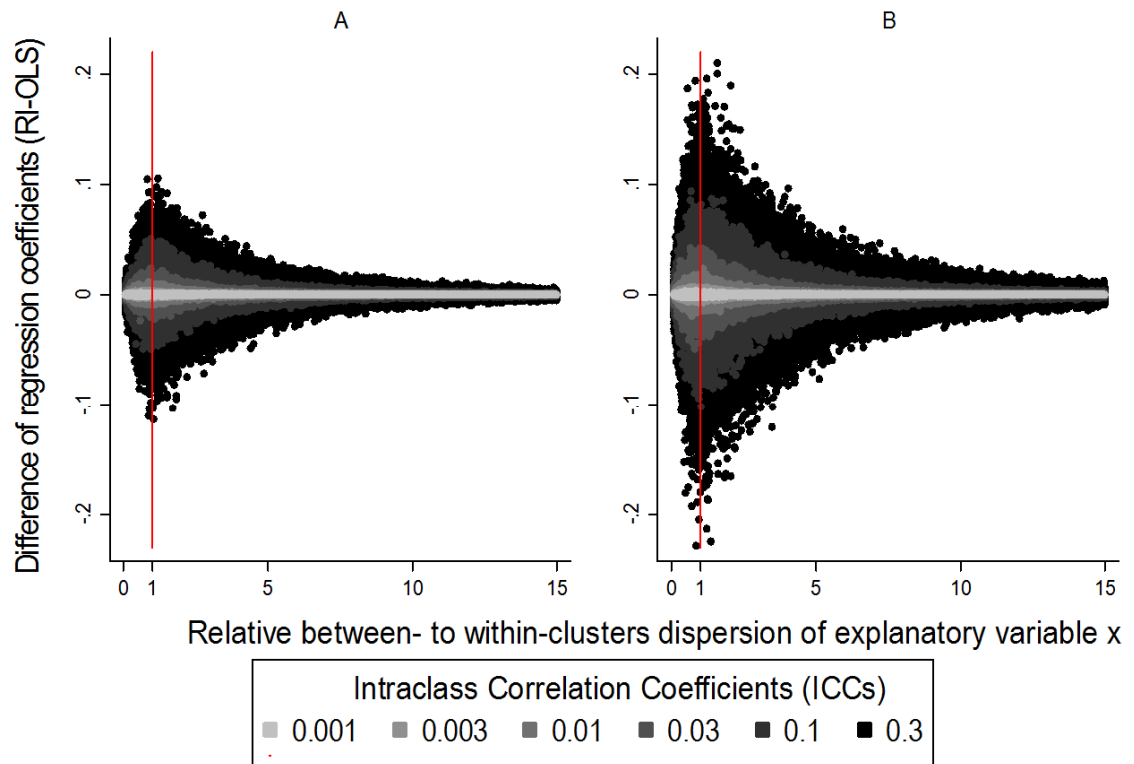 A
B
Difference of regression coefficients (RI-OLS)
.2
.1
0
-.1
-.2
0 1 5 10 15
.2
.1
0
-.1
-.2
0 1 5 10 15
Relative between- to within-clusters dispersion of explanatory variable x
Intraclass Correlation Coefficients (ICCs)
0.001 0.003 0.01 0.03 0.1 0.3